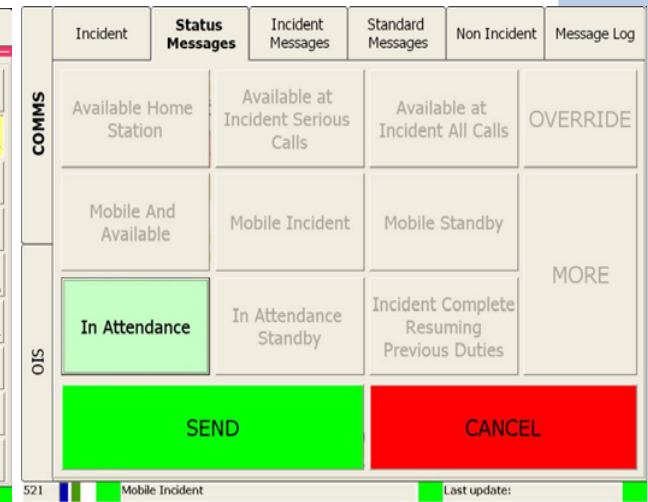 Incident
Status
Messages
Incident
Messages
Standard
Messages
Non Incident
Message Log
COMMS
OIS
Available Home
Station
Available at
Incident Serious
Calls
Available at
Incident All Calls
OVERRIDE
Mobile And
Available
Mobile Incident
Mobile Standby
MORE
In Attendance
In Attendance
Standby
Incident Complete
Resuming
Previous Duties
SEND
CANCEL
521
Mobile Incident
Last update: